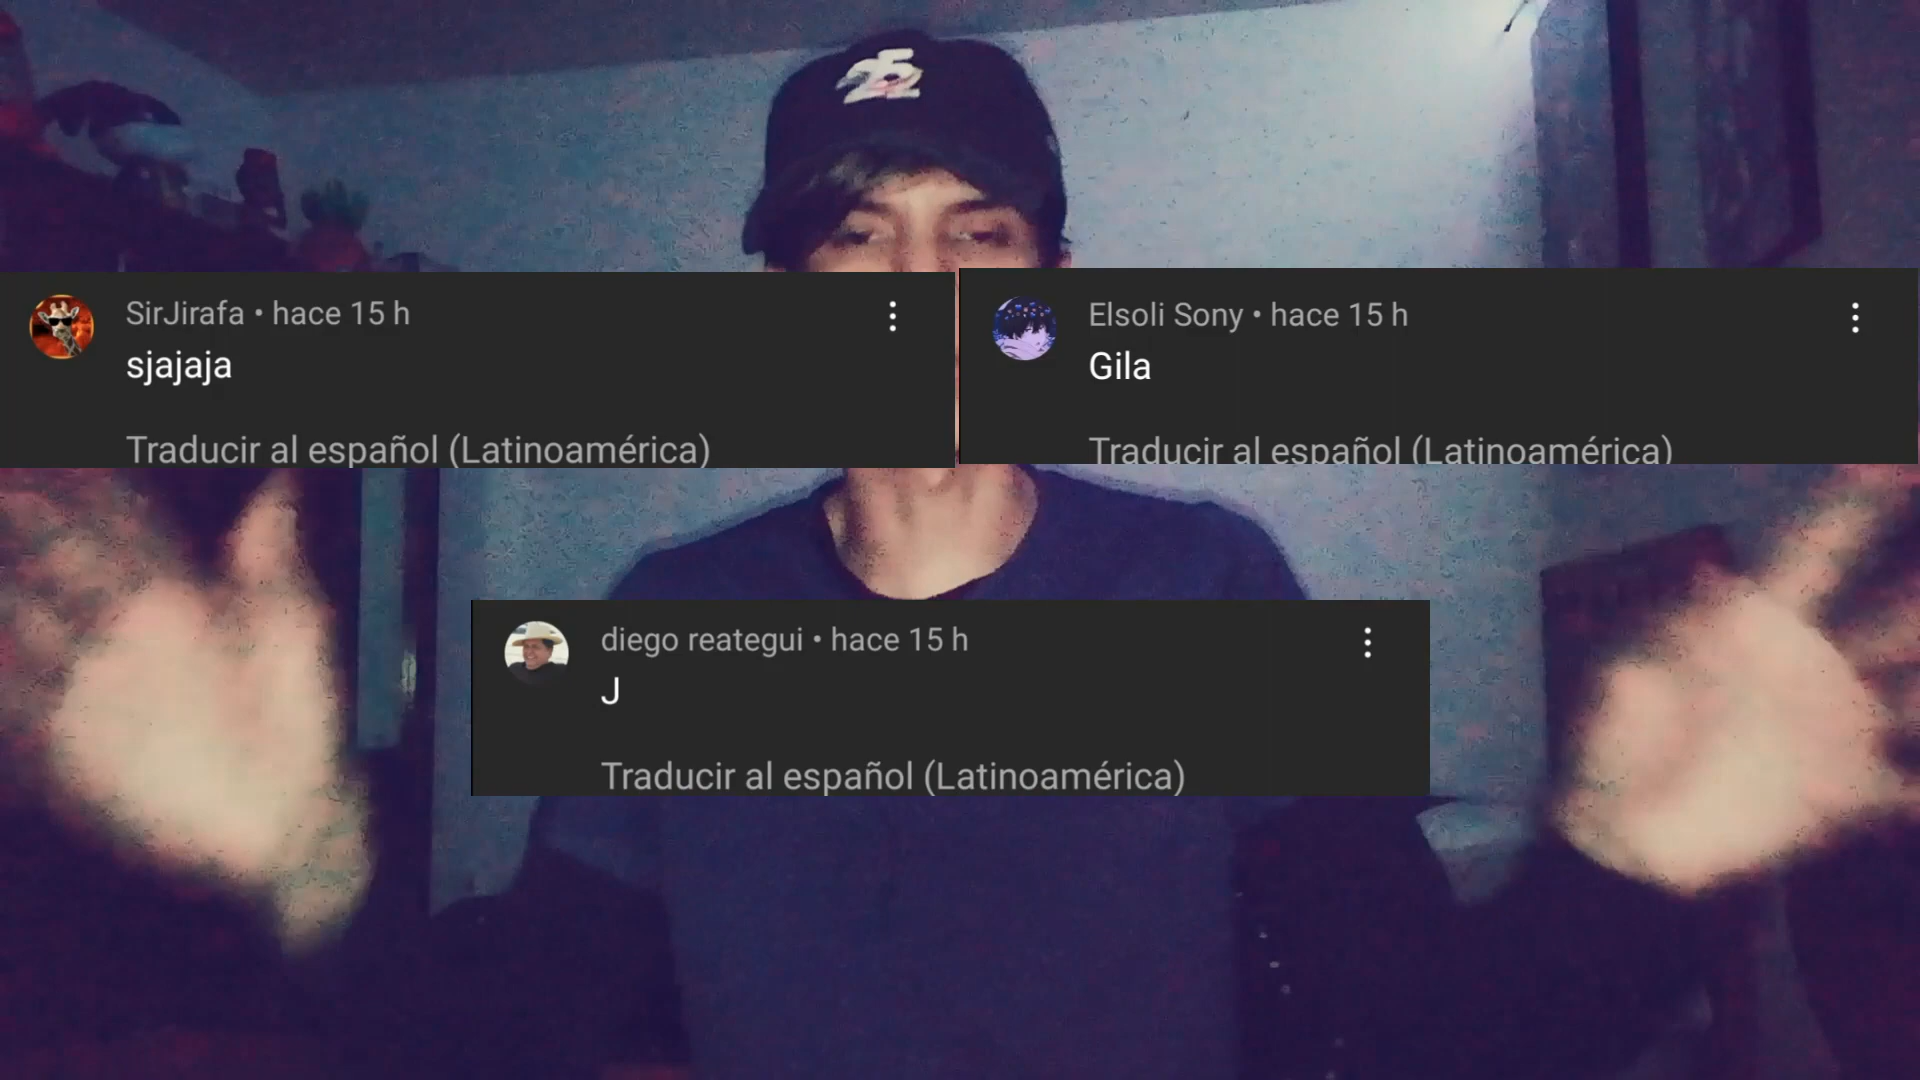 25
SirJirafa • hace 15 h
sjajaja
Traducir al español (Latinoamérica)
Elsoli Sony • hace 15 h
Gila
Traducir al español (Latinoamérica)
diego reategui • hace 15 h
J
Traducir al español (Latinoamérica)